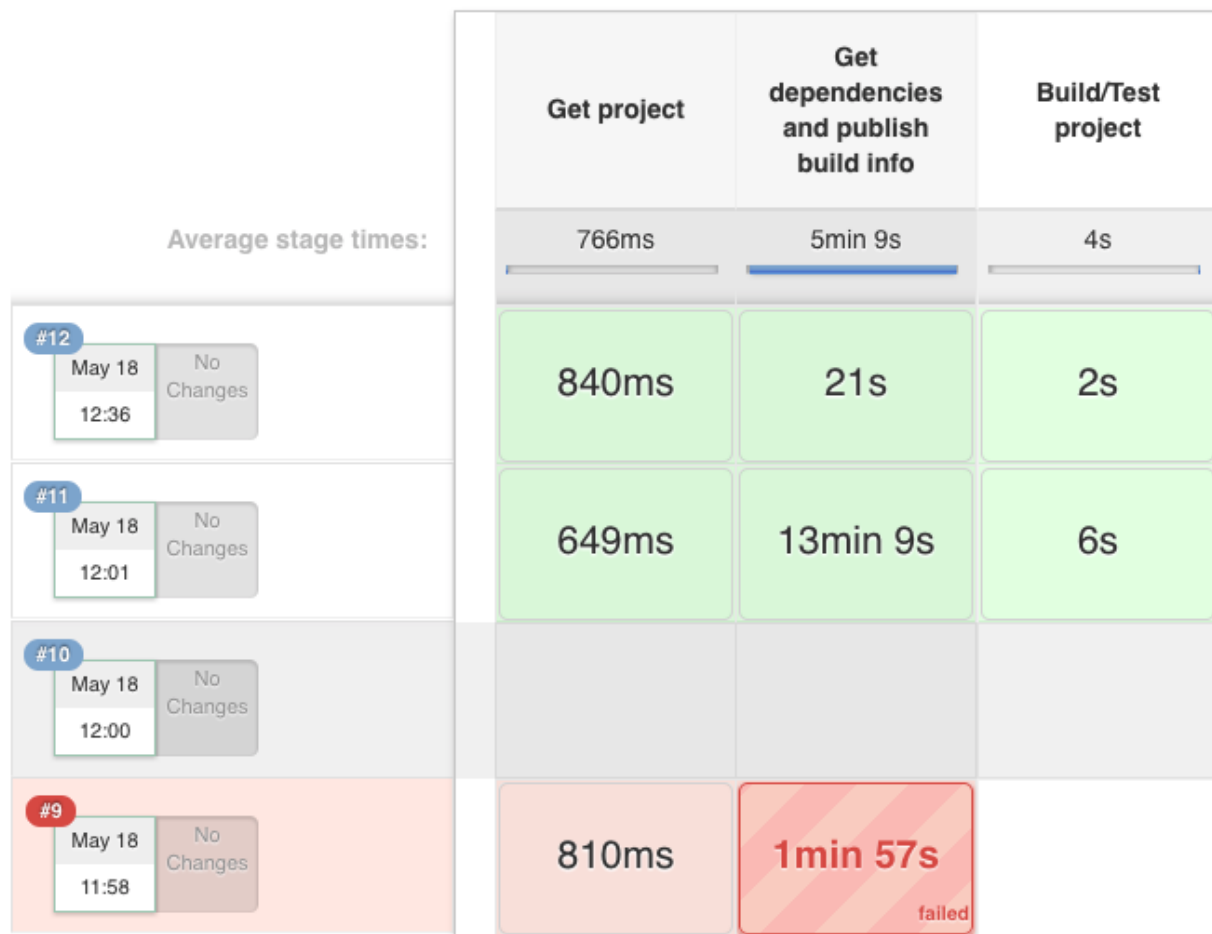 Get project
Get
dependencies
and publish
build info
Build/Test
project
Average stage times:
766ms
5min 9s
4s
#12
May 18
12:36
No
Changes
840ms
21s
2s
#11
May 18
12:01
No
Changes
649ms
13min 9s
6s
#10
May 18
12:00
No
Changes
#9
May 18
11:58
No
Changes
810ms
1min 57s
failed